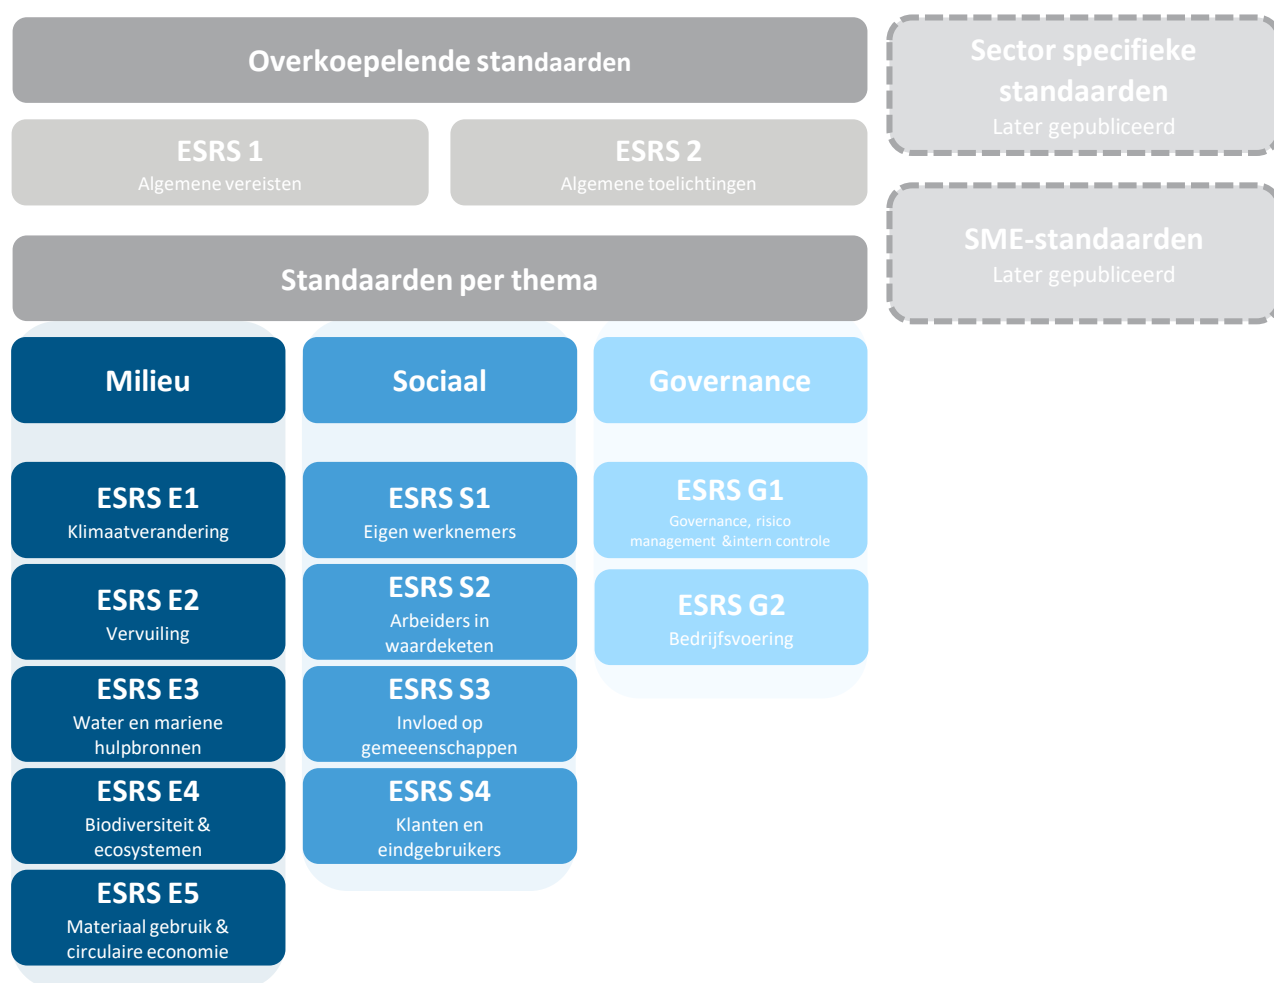 Overkoepelende standaarden
ESRS 1
Algemene vereisten
ESRS 2
Algemene toelichtingen
Sector specifieke
standaarden
Later gepubliceerd
SME-standaarden
Later gepubliceerd
Standaarden per thema
Milieu
ESRS E1
Klimaatverandering
ESRS E2
Vervuiling
ESRS E3
Water en mariene
hulpbronnen
ESRS E4
Biodiversiteit &
ecosystemen
ESRS E5
Materiaal gebruik &
circulaire economie
Sociaal
ESRS S1
Eigen werknemers
ESRS S2
Arbeiders in
waardeketen
ESRS S3
Invloed op
gemeeenschappen
ESRS S4
Klanten en
eindgebruikers
Governance
ESRS G1
Governance, risico
management &intern controle
ESRS G2
Bedrijfsvoering